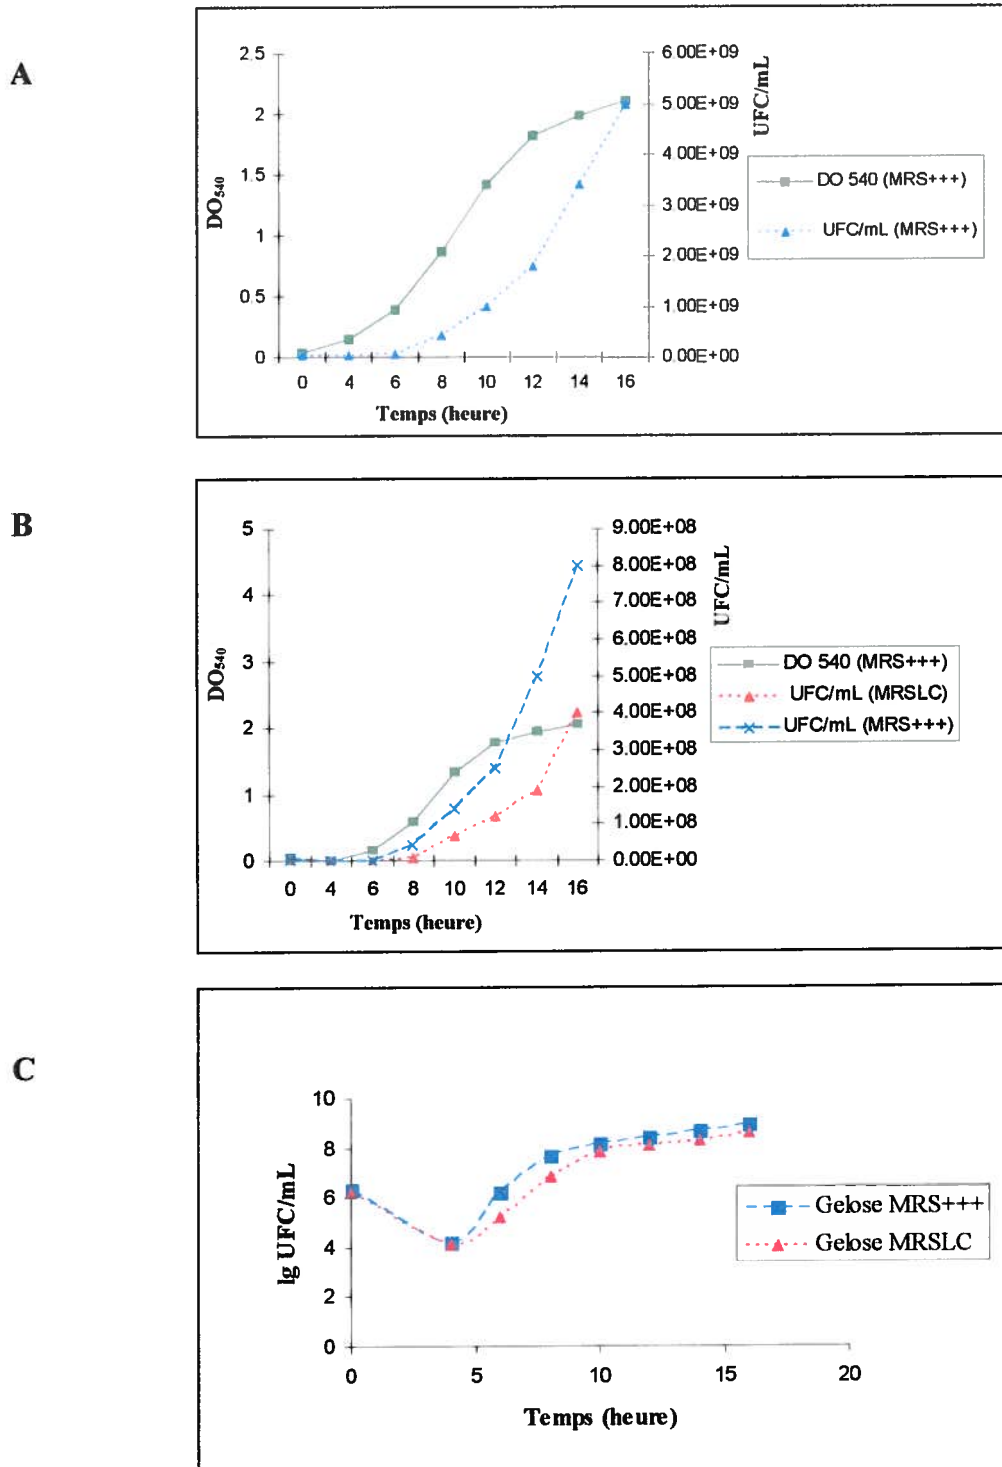 A
2.5
2
1.5
1
0.5
0
DO540
6.00E+09
5.00E+09
4.00E+09
3.00E+09
2.00E+09
1.00E+09
0.00E+00
UFC/mL
0 4 6 8 10 12 14 16
Temps (heure)
DO 540 (MRS+++)
UFC/mL (MRS+++)
B
5
4
3
2
1
0
DO540
9.00E+08
8.00E+08
7.00E+08
6.00E+08
5.00E+08
4.00E+08
3.00E+08
2.00E+08
1.00E+08
0.00E+00
UFC/mL
0 4 6 8 10 12 14 16
Temps (heure)
DO 540 (MRS+++)
UFC/mL (MRSLC)
UFC/mL (MRS+++)
C
10
8
6
4
2
0
lg UFC/mL
0 5 10 15 20
Temps (heure)
Gelose MRS+++
Gelose MRSLC